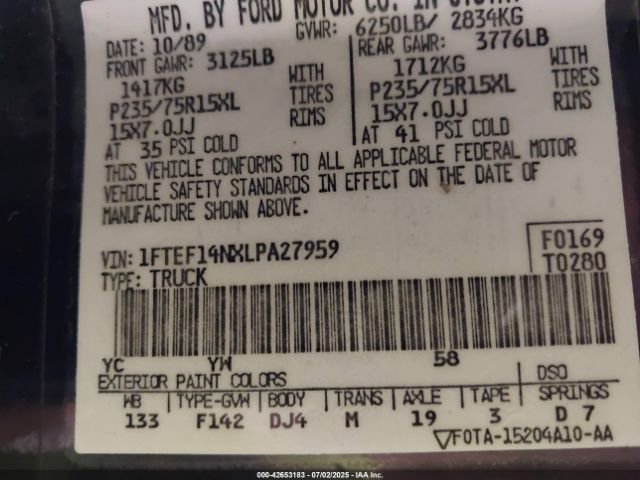 MFD. BY FORD MOTOR CO. IN
DATE: 10/89 GVWR: 6250LB/ 2834KG
FRONT GAWR: 3125LB REAR GAWR: 3776LB
1417KG WITH 1712KG WITH
P235/75R15XL TIRES P235/75R15XL TIRES
15X7.0JJ RIMS 15X7.0JJ RIMS
AT 35 PSI COLD AT 41 PSI COLD
THIS VEHICLE CONFORMS TO ALL APPLICABLE FEDERAL MOTOR
VEHICLE SAFETY STANDARDS IN EFFECT ON THE DATE OF
MANUFACTURE SHOWN ABOVE.
VIN: 1FTEF14NXLPA27959 F0169
TYPE: TRUCK T0280
YC YW 58
EXTERIOR PAINT COLORS DSO
WB TYPE-GVW BODY TRANS AXLE TAPE SPRINGS
133 F142 DJ4 M 19 3 D 7
▽F0TA-15204A10-AA
000-42653183 - 07/02/2025 - IAAI.com